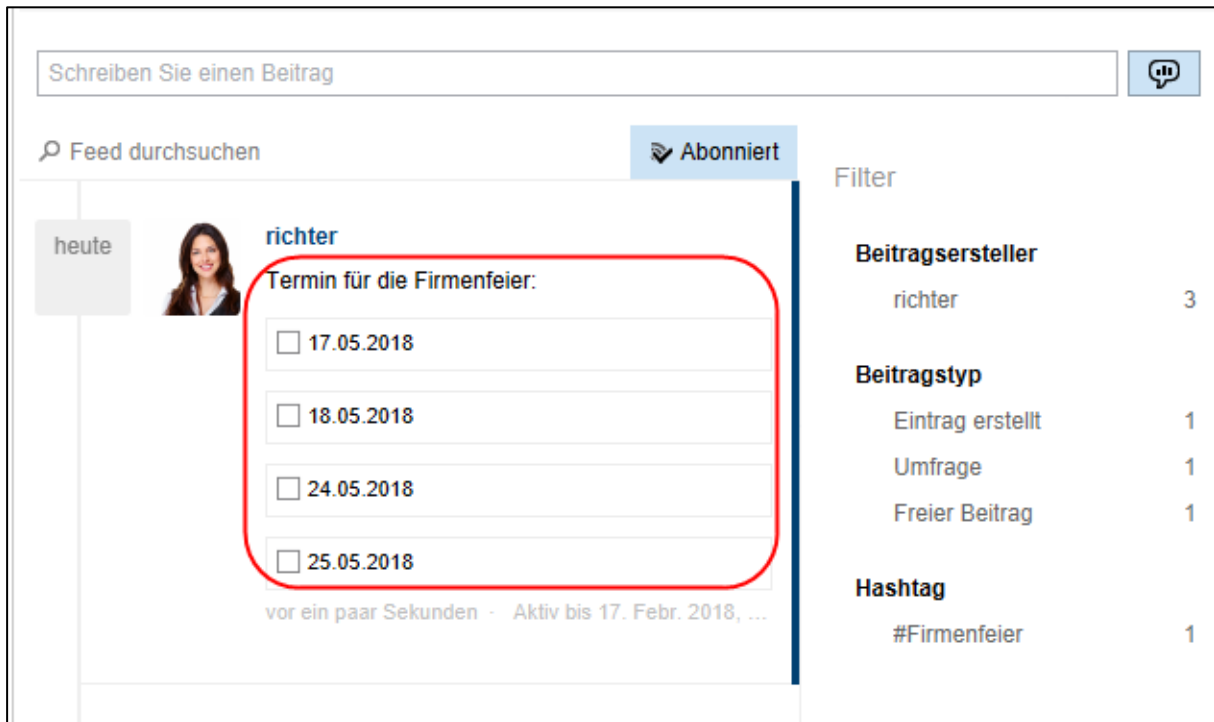 Schreiben Sie einen Beitrag
Feed durchsuchen
Abonniert
heute
richter
Termin für die Firmenfeier:
17.05.2018
18.05.2018
24.05.2018
25.05.2018
vor ein paar Sekunden · Aktiv bis 17. Febr. 2018, ...
Filter
Beitragsersteller
richter 3
Beitragstyp
Eintrag erstellt 1
Umfrage 1
Freier Beitrag 1
Hashtag
#Firmenfeier 1